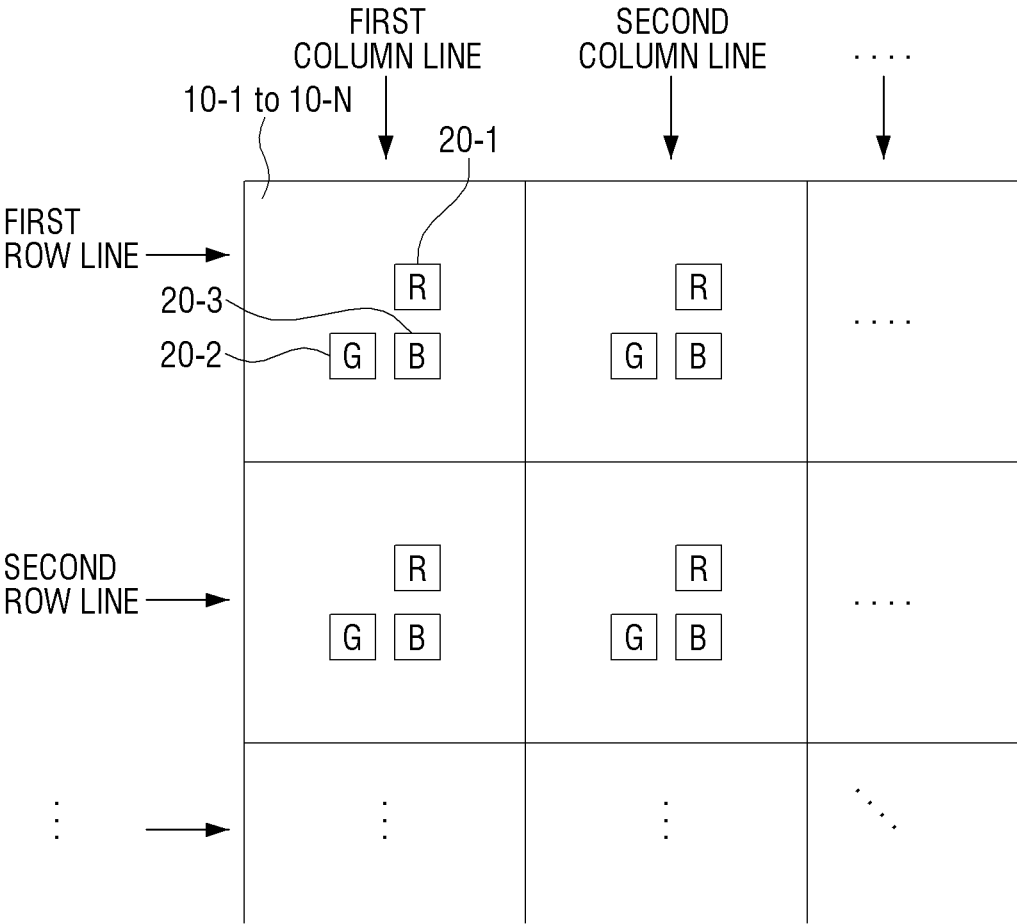 FIRST
COLUMN LINE
SECOND
COLUMN LINE
. . . .
10-1 to 10-N
20-1
FIRST
ROW LINE
R
R
20-3
. . . .
20-2
G
B
G
B
SECOND
ROW LINE
R
R
. . . .
G
B
G
B